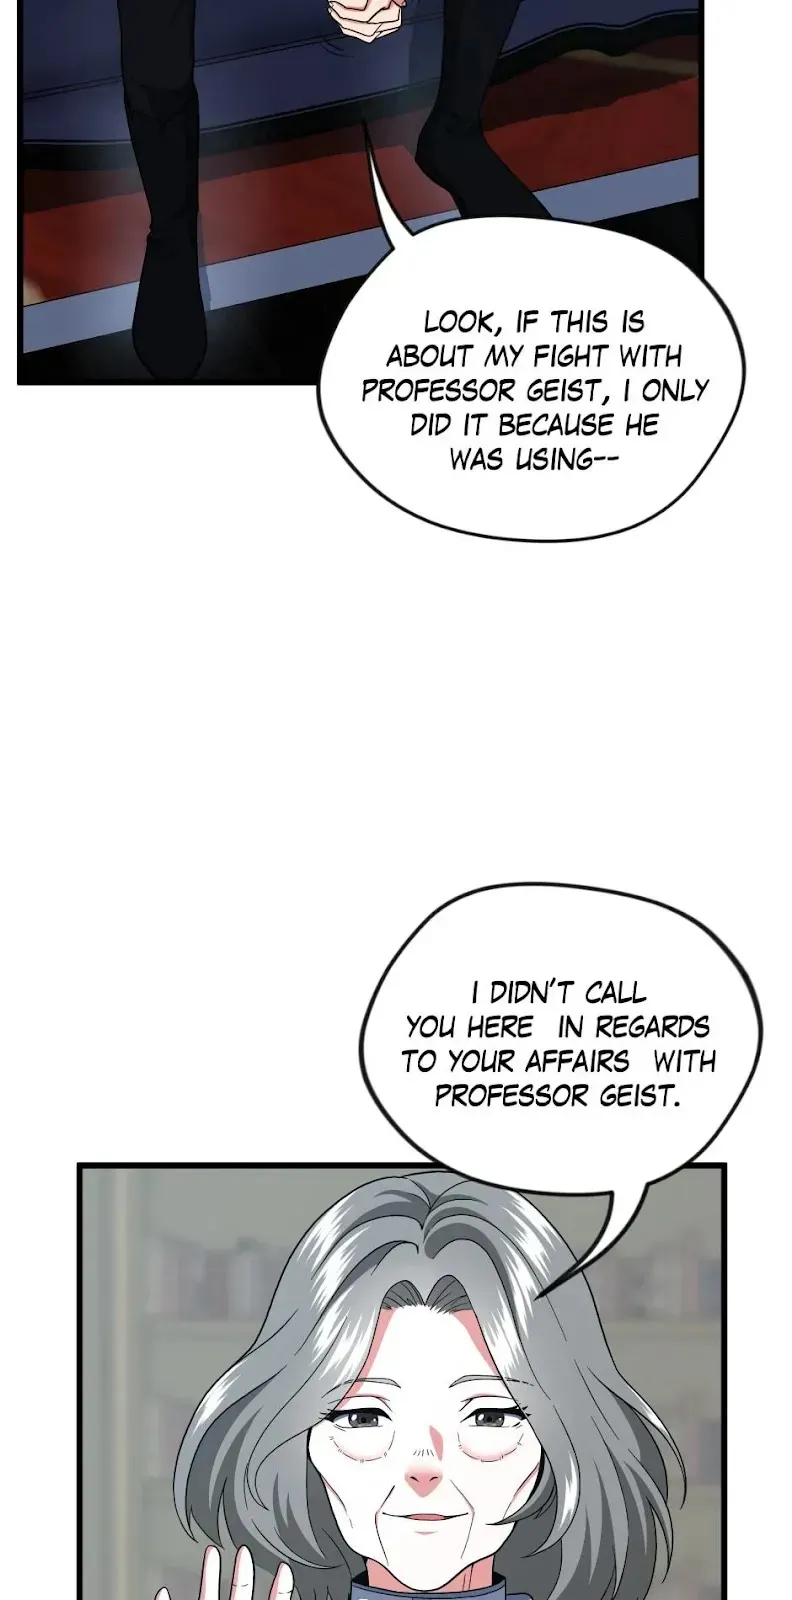 LOOK, IF THIS IS
ABOUT MY FIGHT WITH
PROFESSOR GEIST, I ONLY
DID IT BECAUSE HE
WAS USING--
I DIDN'T CALL
YOU HERE IN REGARDS
TO YOUR AFFAIRS WITH
PROFESSOR GEIST.